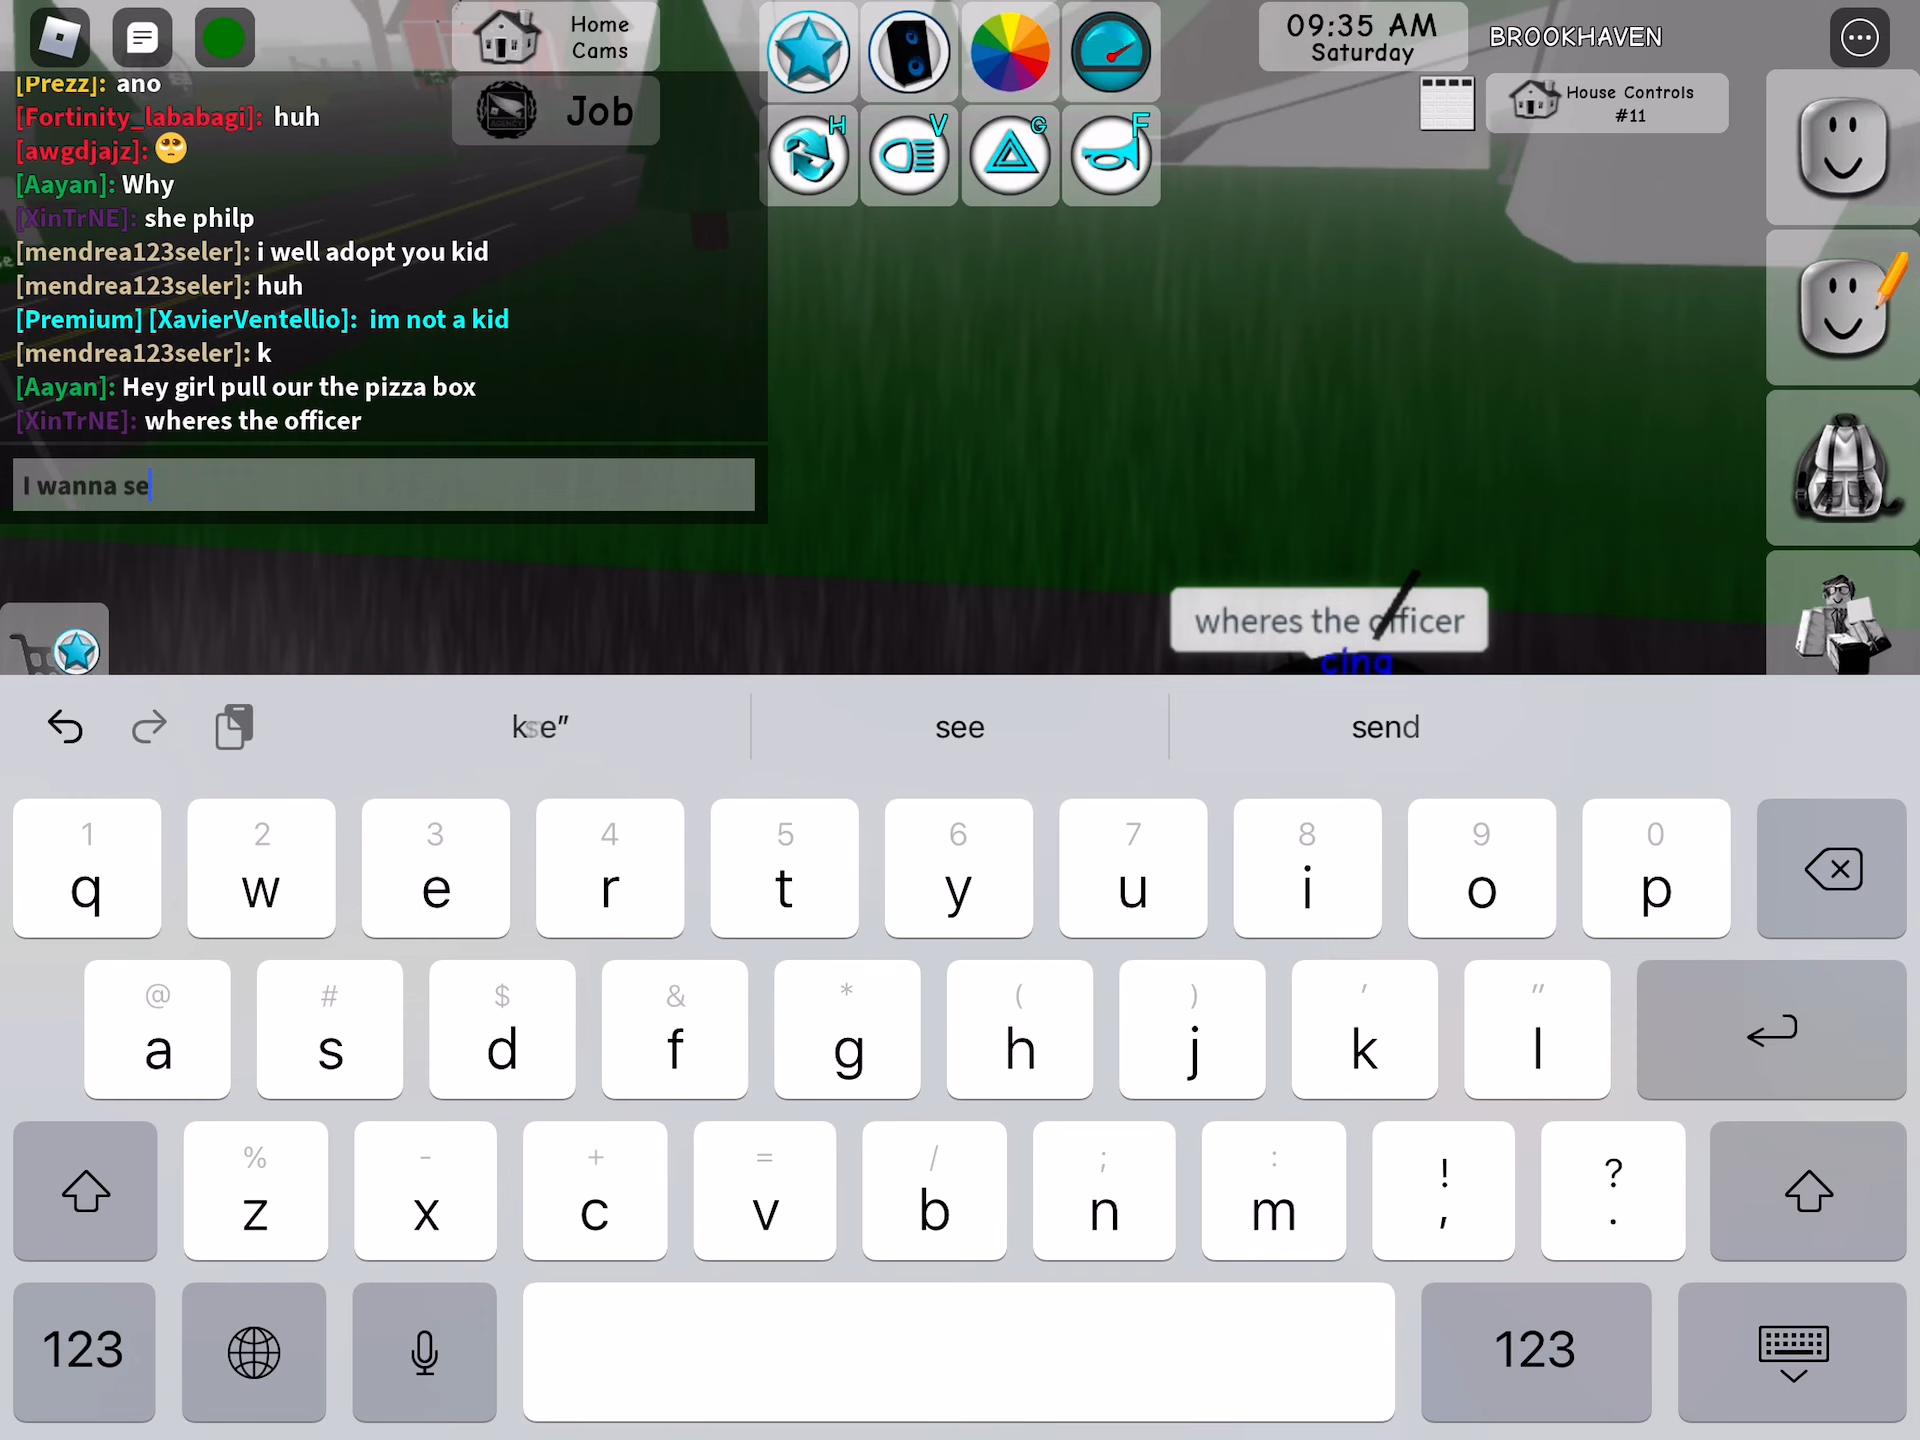 Home
Cams
09:35 AM
Saturday
BROOKHAVEN
[Prezz]: ano
[Fortinity_lababagi]: huh
[awgdjajz]: 🥺
[Aayan]: Why
[XinTrNE]: she philp
[mendrea123seler]: i well adopt you kid
[mendrea123seler]: huh
[Premium] [XavierVentellio]: im not a kid
[mendrea123seler]: k
[Aayan]: Hey girl pull our the pizza box
[XinTrNE]: wheres the officer
I wanna se
Job
AGENCY
H V G F
House Controls
#11
wheres the officer
see send
1 2 3 4 5 6 7 8 9 0
q w e r t y u i o p
@ # $ & * ( ) ' "
a s d f g h j k l
% - + = / ; : ! ?
z x c v b n m , .
123 123